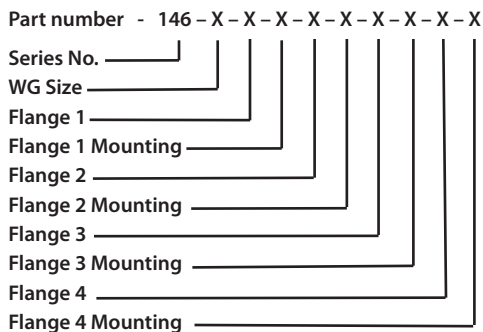 Part number - 146 – X – X – X – X – X – X – X – X – X
Series No.
WG Size
Flange 1
Flange 1 Mounting
Flange 2
Flange 2 Mounting
Flange 3
Flange 3 Mounting
Flange 4
Flange 4 Mounting